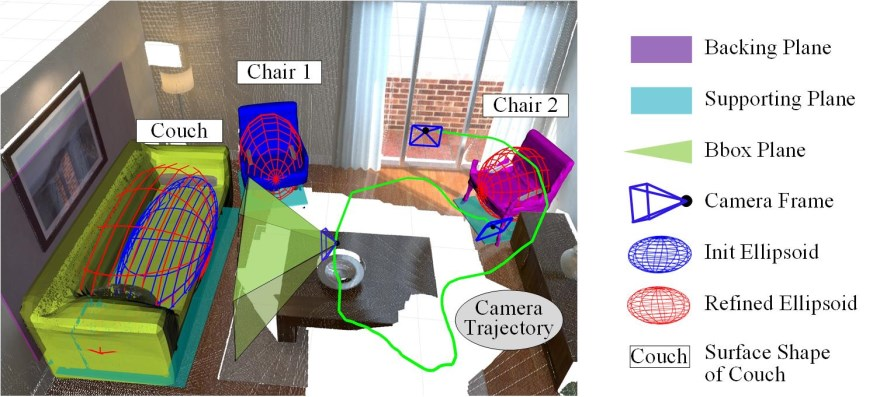 Chair 1
Chair 2
Couch
Camera
Trajectory
Backing Plane
Supporting Plane
Bbox Plane
Camera Frame
Init Ellipsoid
Refined Ellipsoid
Couch
Surface Shape
of Couch